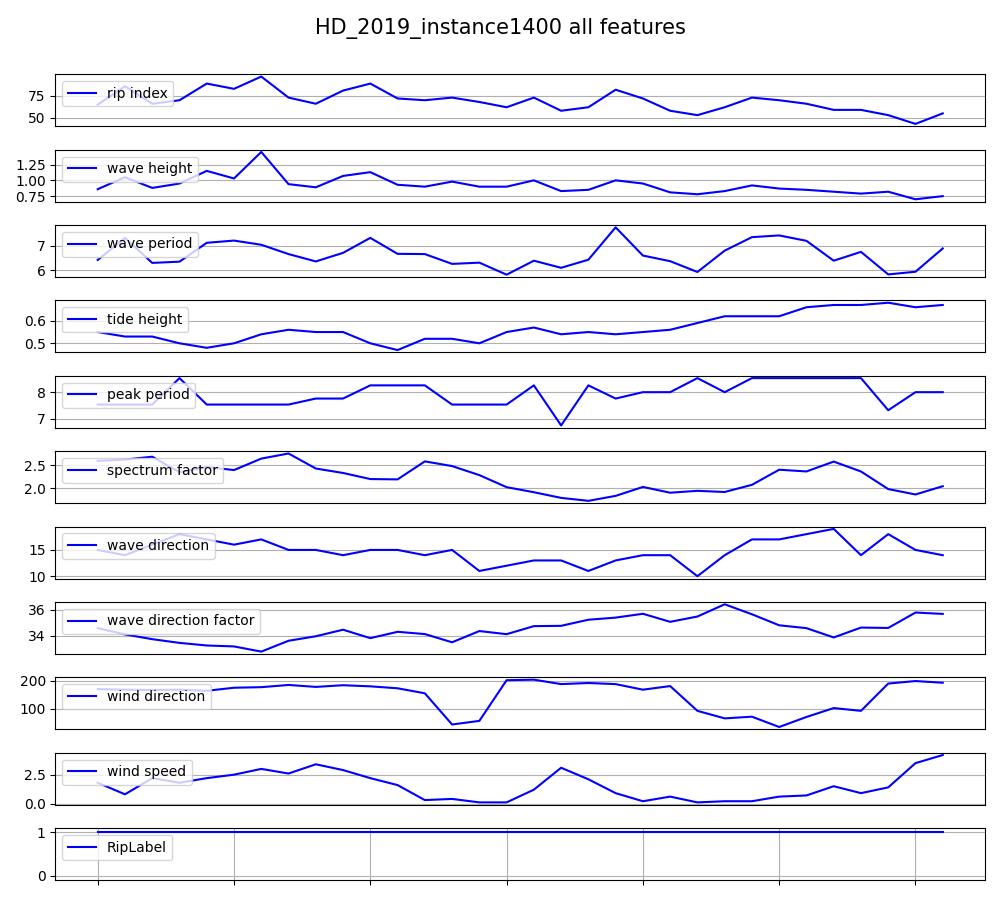 HD_2019_instance1400 all features
75
50
rip index
1.25
1.00
0.75
wave height
7
6
wave period
0.6
0.5
tide height
8
7
peak period
2.5
2.0
spectrum factor
15
10
wave direction
36
34
wave direction factor
200
100
wind direction
2.5
0.0
wind speed
1
0
RipLabel